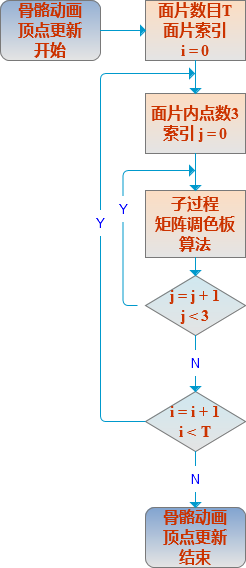 骨骼动画
顶点更新
开始
面片数目T
面片索引
i = 0
面片内点数3
索引 j = 0
Y
Y
子过程
矩阵调色板
算法
j = j + 1
j < 3
N
i = i + 1
i < T
N
骨骼动画
顶点更新
结束